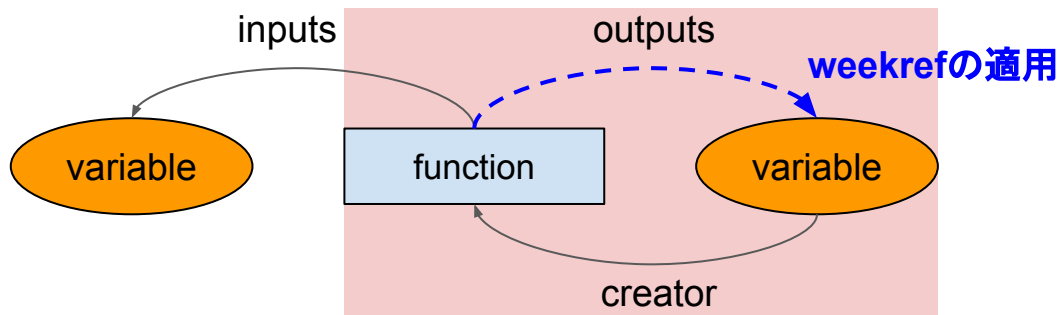 inputs
outputs
weekrefの適用
variable
function
variable
creator